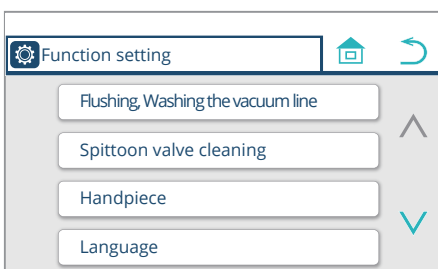 Function setting
Flushing, Washing the vacuum line
Spittoon valve cleaning
Handpiece
Language